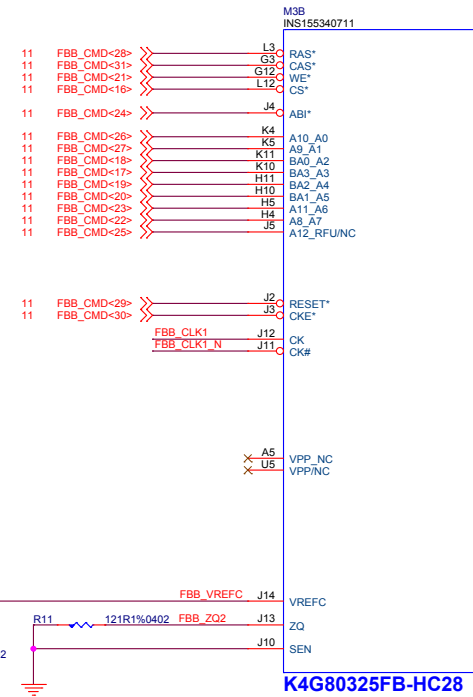 M3B
INS155340711
11 FBB_CMD<28> L3 RAS*
11 FBB_CMD<31> G3 CAS*
11 FBB_CMD<21> G12 WE*
11 FBB_CMD<16> L12 CS*
11 FBB_CMD<24> J4 ABI*
11 FBB_CMD<26> K4 A10_A0
11 FBB_CMD<27> K5 A9_A1
11 FBB_CMD<18> K11 BA0_A2
11 FBB_CMD<17> K10 BA3_A3
11 FBB_CMD<19> H11 BA2_A4
11 FBB_CMD<20> H10 BA1_A5
11 FBB_CMD<23> H5 A11_A6
11 FBB_CMD<22> H4 A8_A7
11 FBB_CMD<25> J5 A12_RFU/NC
11 FBB_CMD<29> J2 RESET*
11 FBB_CMD<30> J3 CKE*
FBB_CLK1 J12 CK
FBB_CLK1_N J11 CK#
A5 VPP_NC
U5 VPP/NC
FBB_VREFC J14 VREFC
R11 121R1%0402 FBB_ZQ2 J13 ZQ
J10 SEN
2
K4G80325FB-HC28